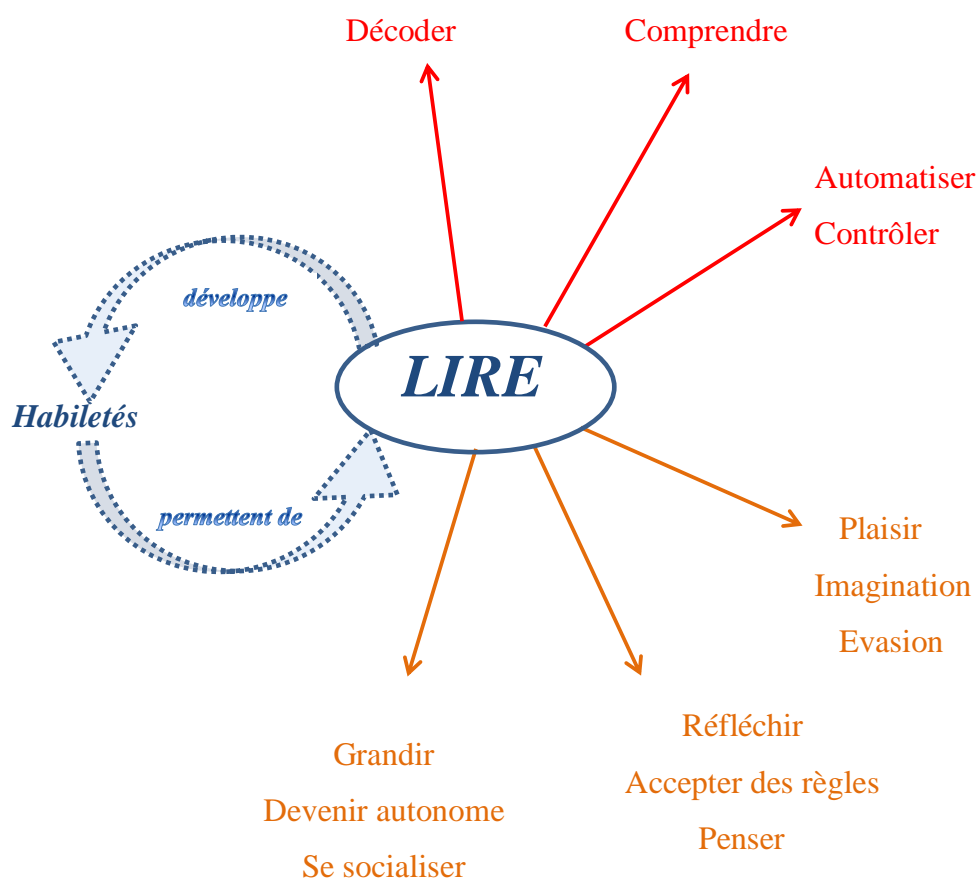 Décoder
Comprendre
Automatiser
Contrôler
développe
LIRE
Habiletés
permettent de
Plaisir
Imagination
Evasion
Réfléchir
Accepter des règles
Penser
Grandir
Devenir autonome
Se socialiser